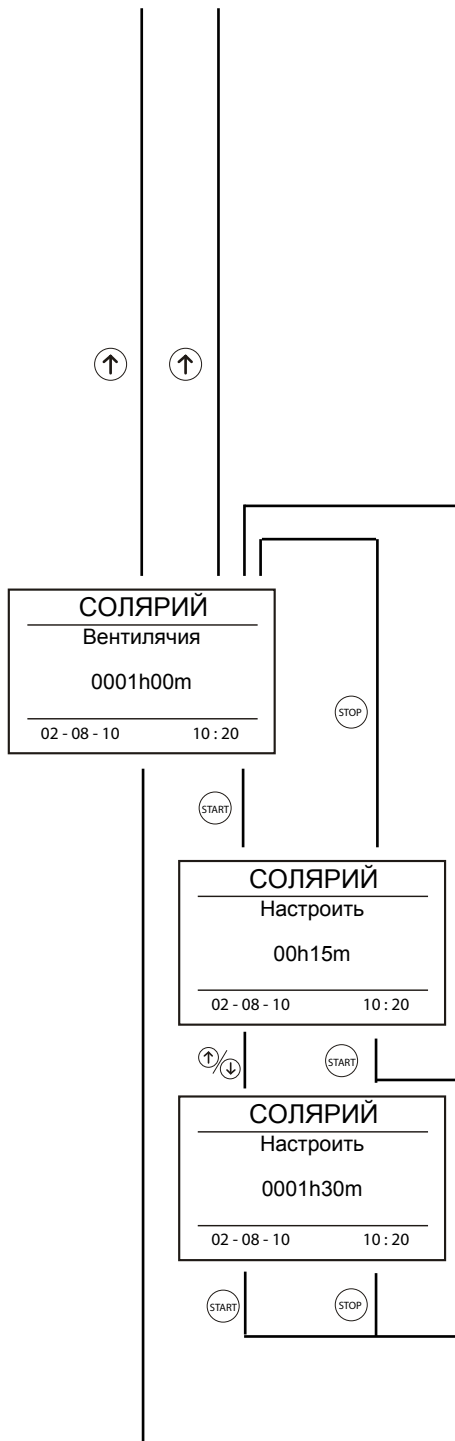 СОЛЯРИЙ
Вентилячия
0001h00m
02 - 08 - 10 10 : 20
STOP
START
СОЛЯРИЙ
Настроить
00h15m
02 - 08 - 10 10 : 20
START
СОЛЯРИЙ
Настроить
0001h30m
02 - 08 - 10 10 : 20
START STOP